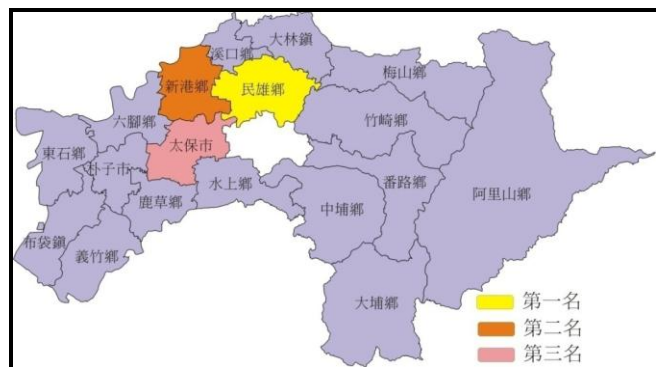 大林鎮
溪口鄉
梅山鄉
新港鄉
民雄鄉
六腳鄉
竹崎鄉
太保市
東石鄉
朴子市
水上鄉
番路鄉
阿里山鄉
鹿草鄉
中埔鄉
布袋鎮
義竹鄉
大埔鄉
第一名
第二名
第三名